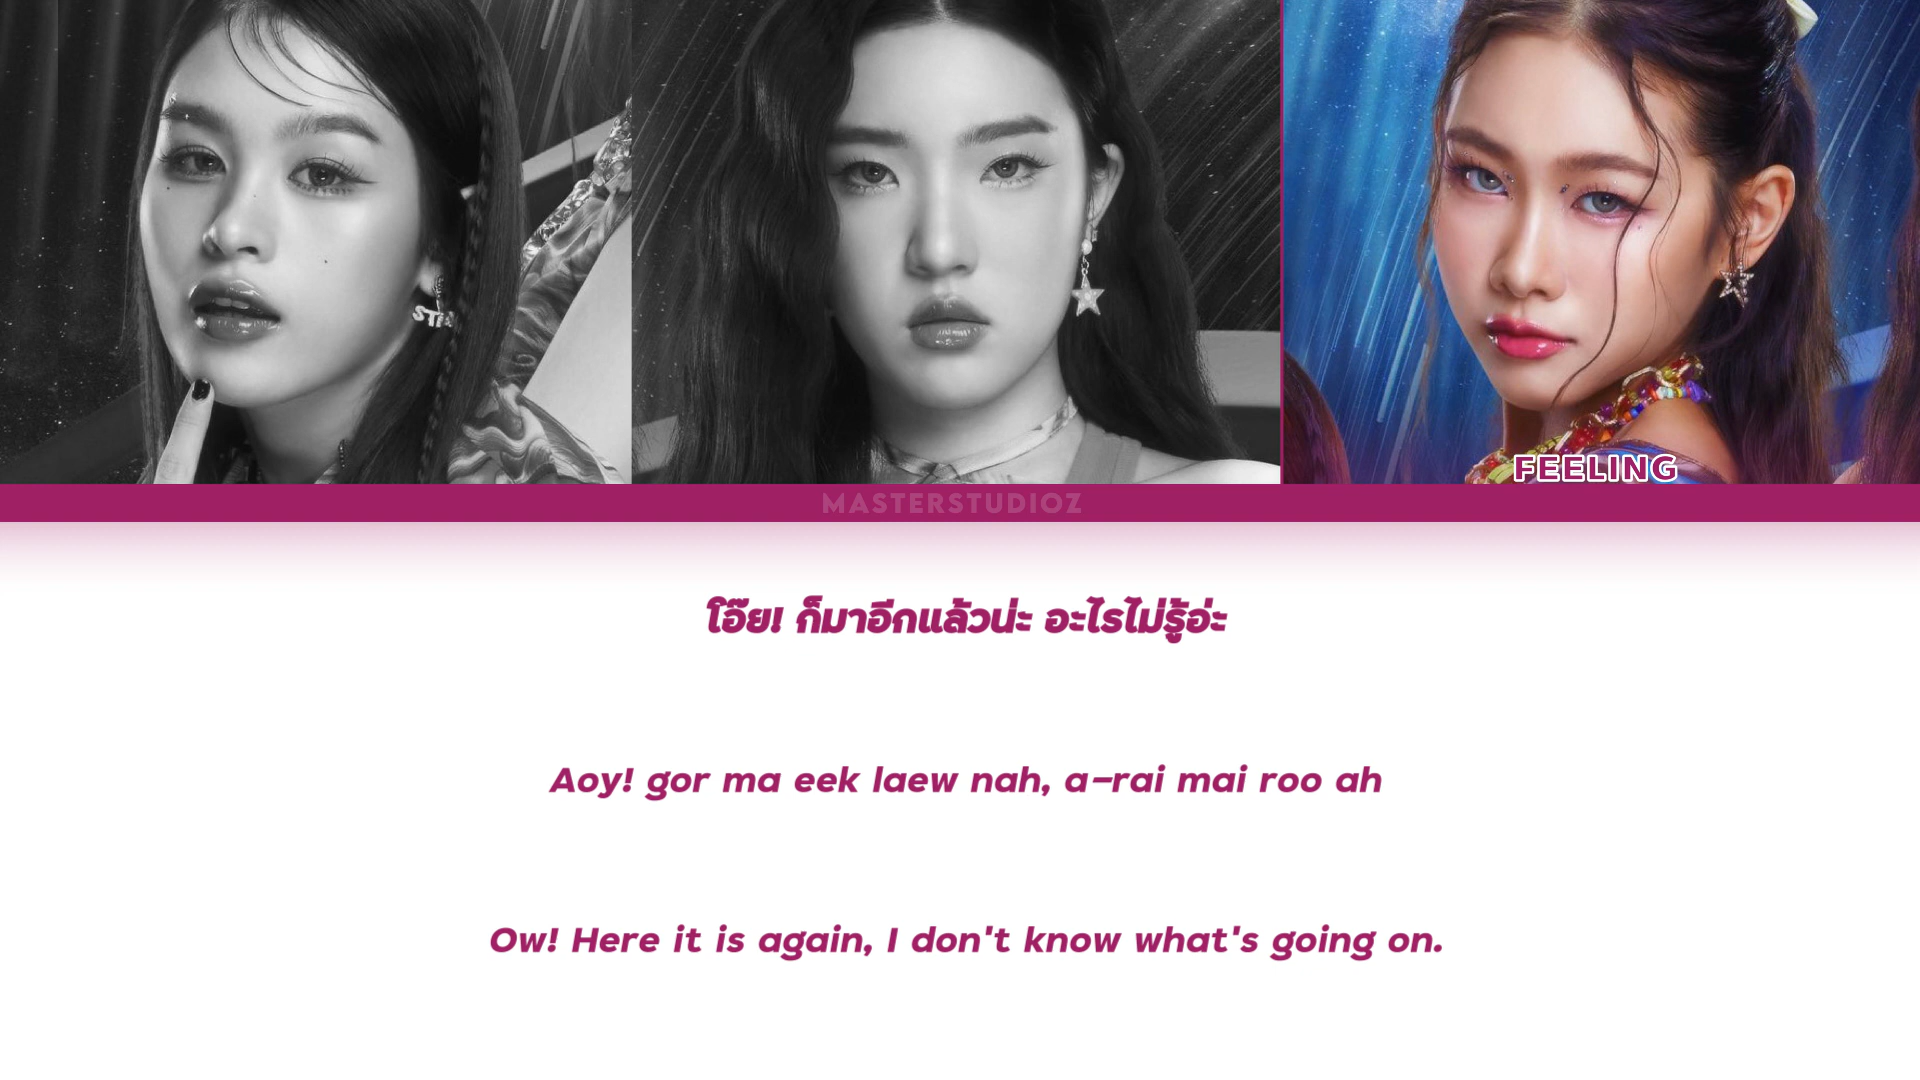 STAR
FEELING
MASTERSTUDIOZ
โอ๊ย! ก็มาอีกแล้วน่ะ อะไรไม่รู้อ่ะ
Aoy! gor ma eek laew nah, a-rai mai roo ah
Ow! Here it is again, I don't know what's going on.